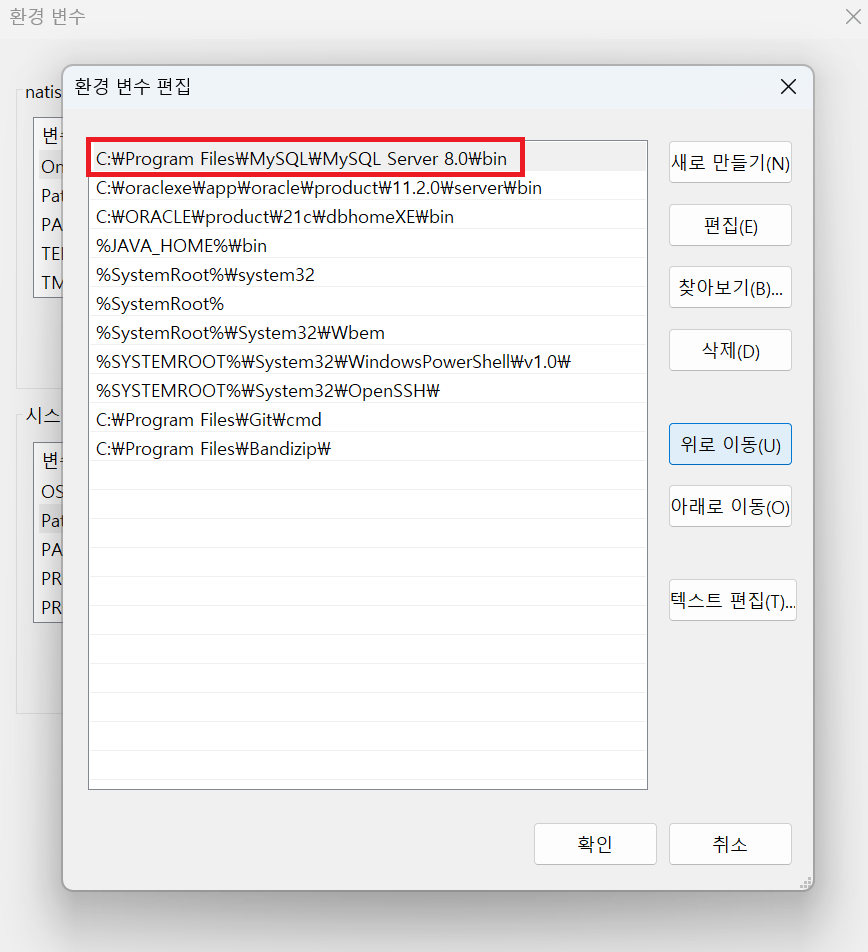 환경 변수
환경 변수 편집
natis
변수
On
Pat
PA
TEI
TM
시스
변수
OS
Pat
PA
PR
PR
C:₩Program Files₩MySQL₩MySQL Server 8.0₩bin
C:₩oraclexe₩app₩oracle₩product₩11.2.0₩server₩bin
C:₩ORACLE₩product₩21c₩dbhomeXE₩bin
%JAVA_HOME%₩bin
%SystemRoot%₩system32
%SystemRoot%
%SystemRoot%₩System32₩Wbem
%SYSTEMROOT%₩System32₩WindowsPowerShell₩v1.0₩
%SYSTEMROOT%₩System32₩OpenSSH₩
C:₩Program Files₩Git₩cmd
C:₩Program Files₩Bandizip₩
새로 만들기(N)
편집(E)
찾아보기(B)...
삭제(D)
위로 이동(U)
아래로 이동(O)
텍스트 편집(T)...
확인
취소